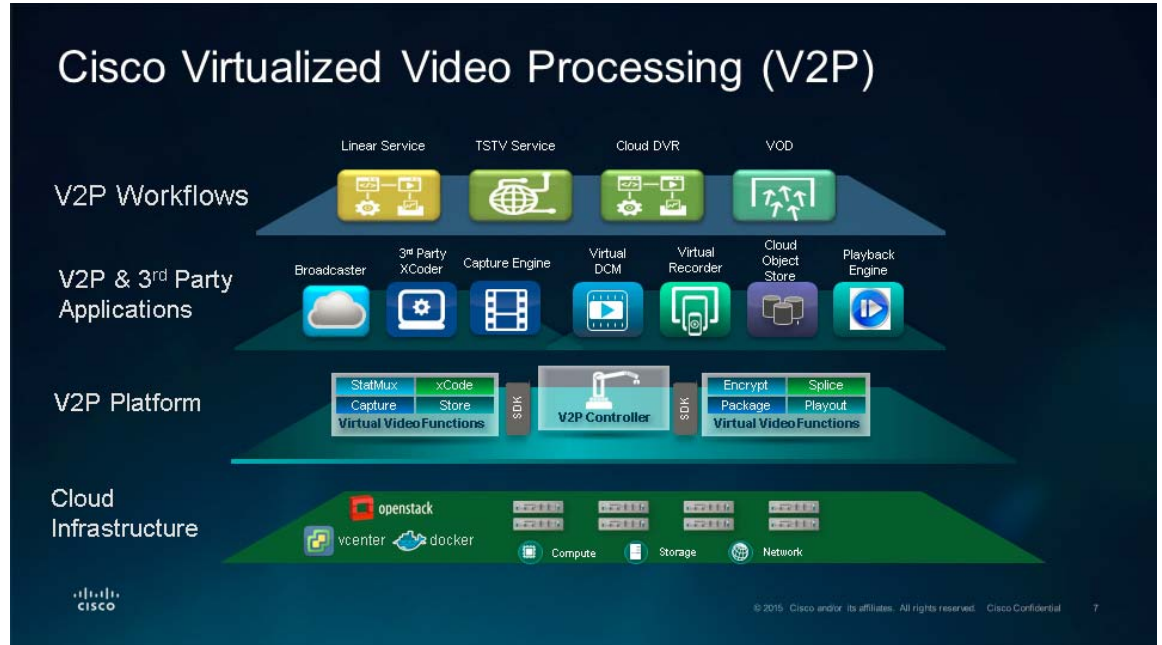 Cisco Virtualized Video Processing (V2P)
Linear Service
TSTV Service
Cloud DVR
VOD
V2P Workflows
V2P & 3rd Party
Applications
Broadcaster
3rd Party
XCoder
Capture Engine
Virtual
DCM
Virtual
Recorder
Cloud
Object
Store
Playback
Engine
V2P Platform
StatMux
xCode
Capture
Store
Virtual Video Functions
SDK
V2P Controller
SDK
Encrypt
Splice
Package
Playout
Virtual Video Functions
Cloud
Infrastructure
openstack
vcenter
docker
Compute
Storage
Network
CISCO
© 2015 Cisco and/or its affiliates. All rights reserved. Cisco Confidential
7